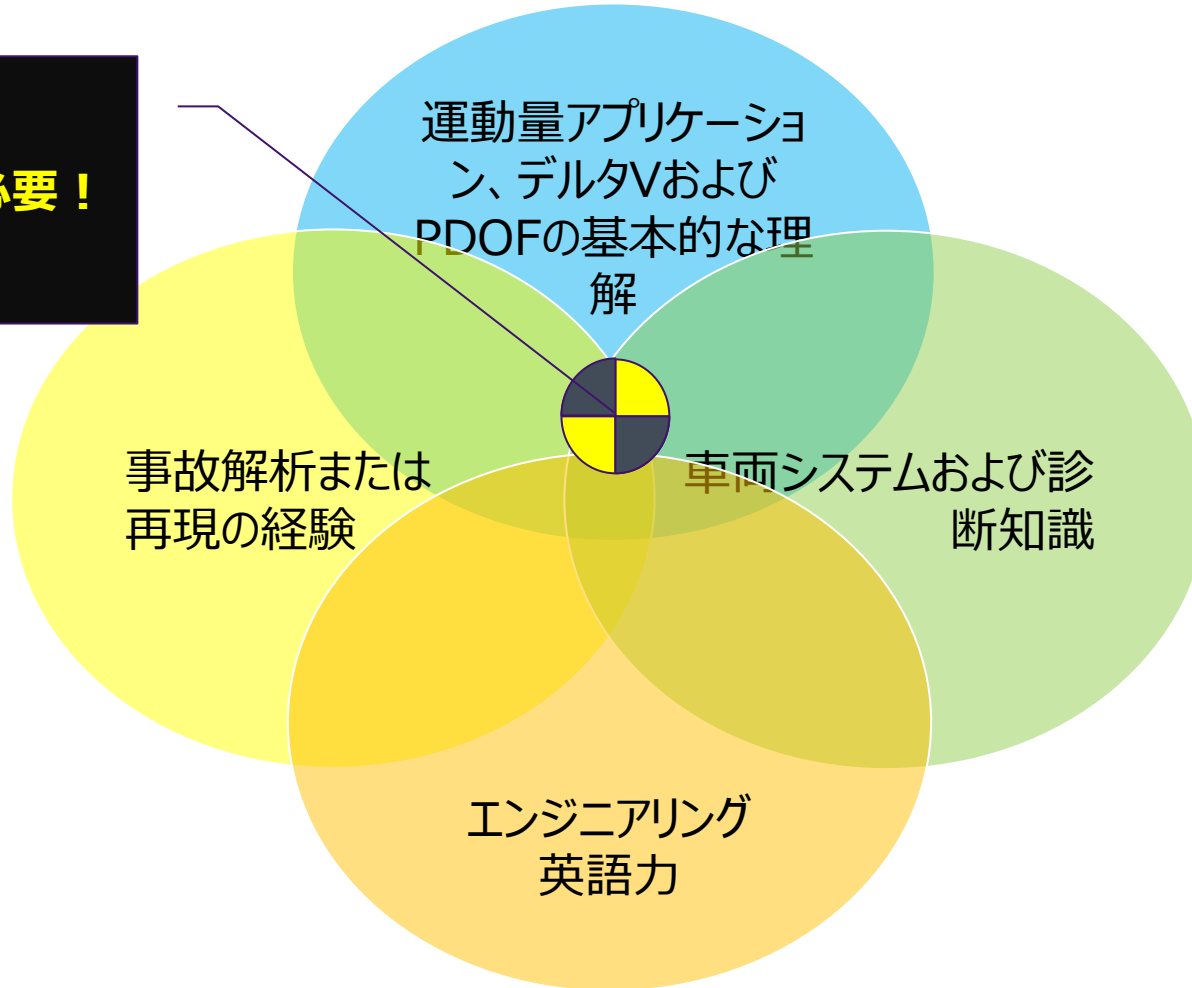 必要！
運動量アプリケーショ
ン、デルタVおよび
PDOFの基本的な理
解
事故解析または
再現の経験
車両システムおよび診
断知識
エンジニアリング
英語力